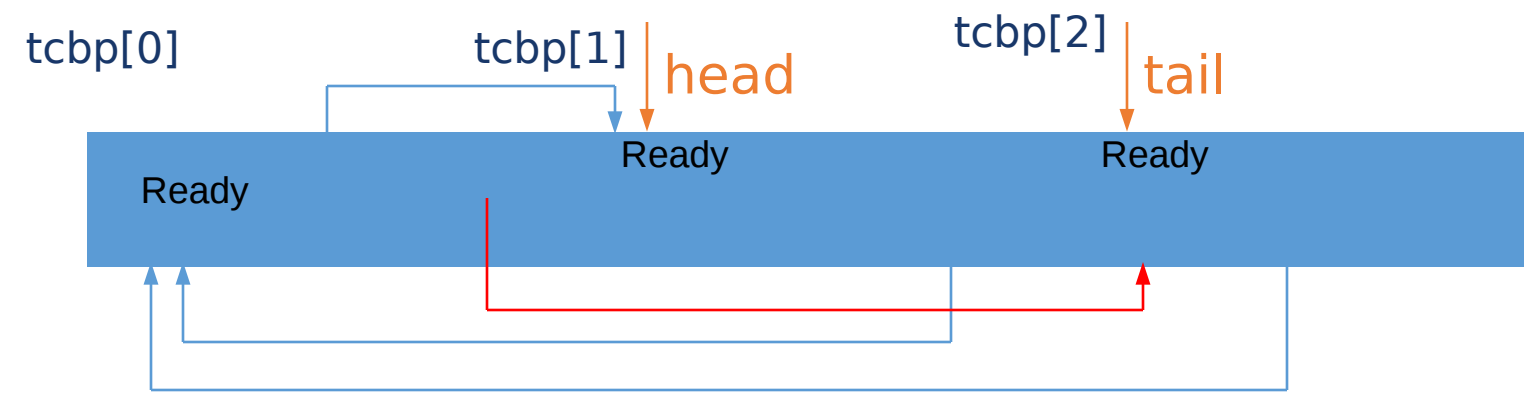 tcbp[0]
tcbp[1]
head
tcbp[2]
tail
Ready
Ready
Ready